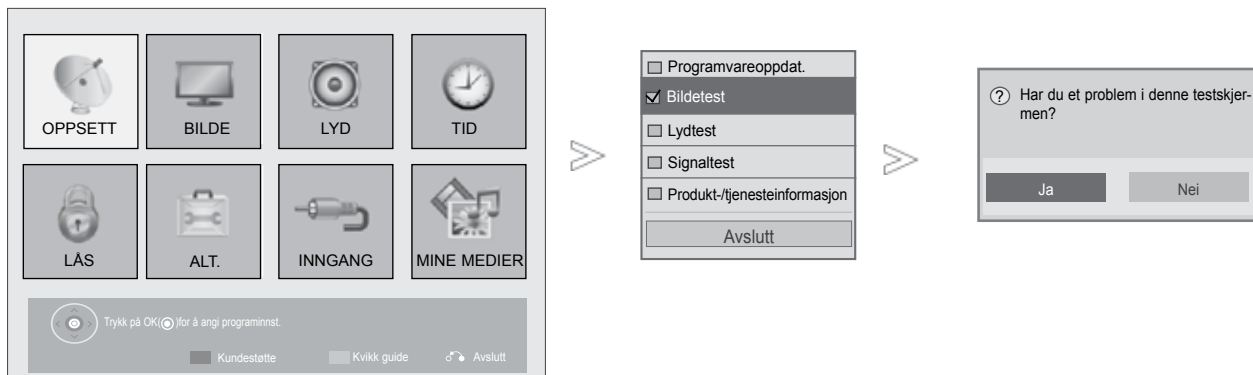 OPPSETT
BILDE
LYD
TID
LÅS
ALT.
INNGANG
MINE MEDIER
Trykk på OK(◉)for å angi programinnst.
Kundestøtte
Kvikk guide
Avslutt
Programvareoppdat.
Bildetest
Lydtest
Signaltest
Produkt-/tjenesteinformasjon
Avslutt
? Har du et problem i denne testskjer-
men?
Ja
Nei